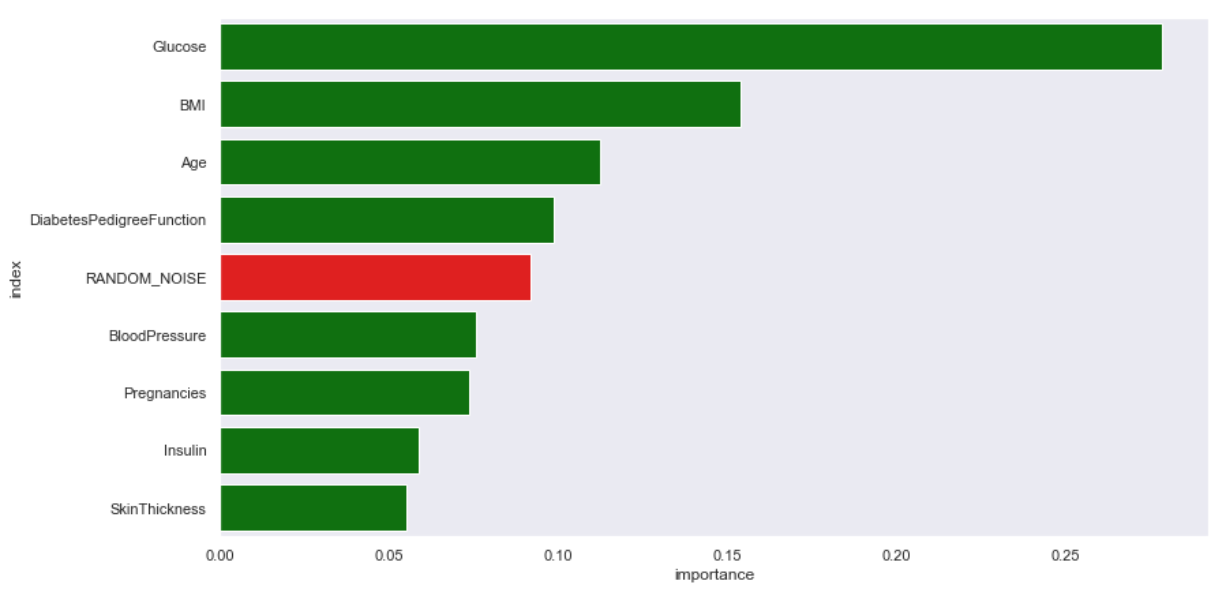 Glucose
BMI
Age
DiabetesPedigreeFunction
RANDOM_NOISE
BloodPressure
Pregnancies
Insulin
SkinThickness
index
0.00 0.05 0.10 0.15 0.20 0.25
importance